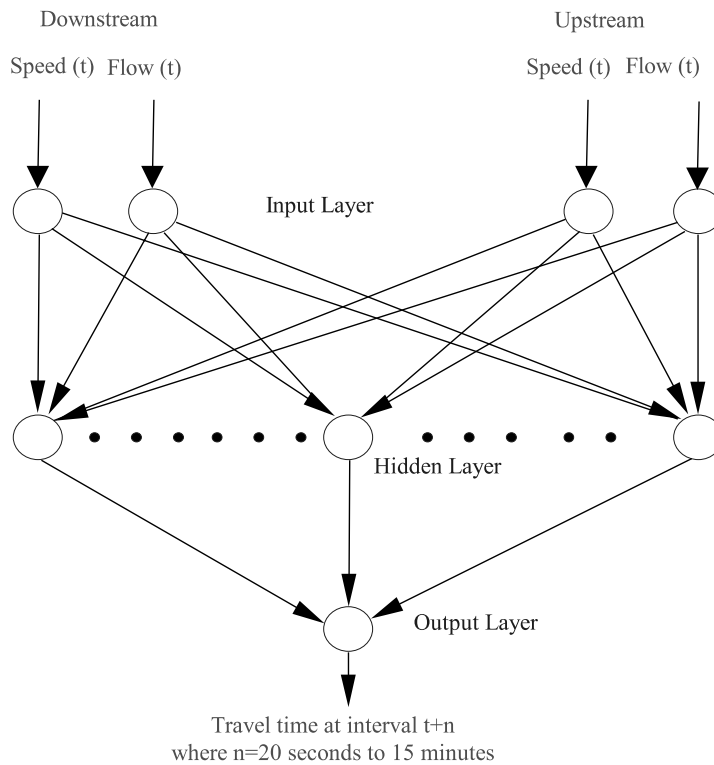 Downstream
Upstream
Speed (t)
Flow (t)
Speed (t)
Flow (t)
Input Layer
Hidden Layer
Output Layer
Travel time at interval t+n
where n=20 seconds to 15 minutes